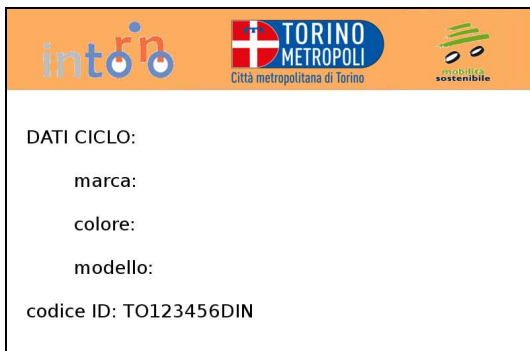 intorno
TORINO
METROPOLI
Città metropolitana di Torino
mobilità
sostenibile
DATI CICLO:
marca:
colore:
modello:
codice ID: TO123456DIN